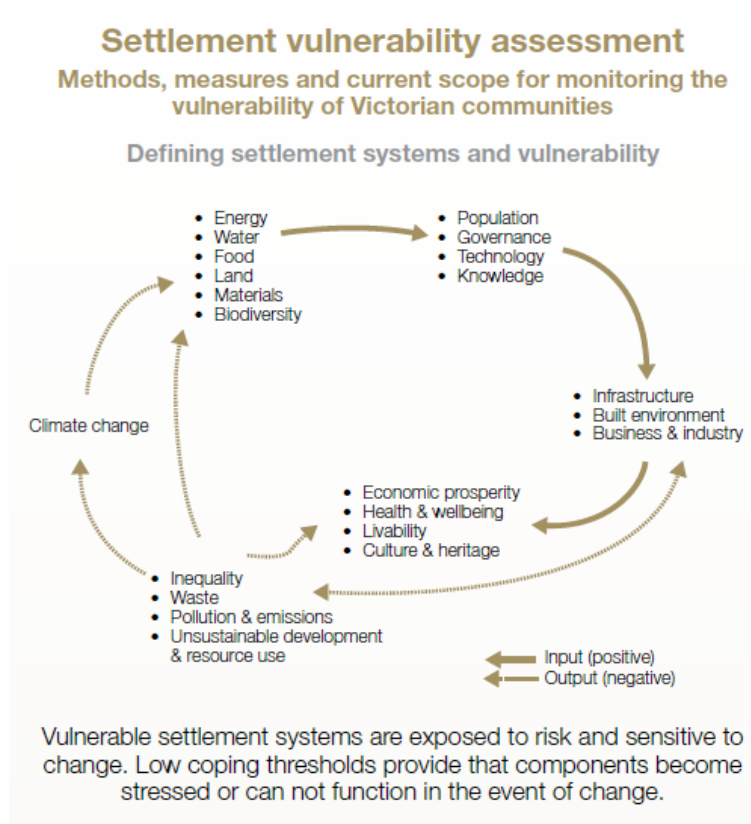 Settlement vulnerability assessment
Methods, measures and current scope for monitoring the
vulnerability of Victorian communities
Defining settlement systems and vulnerability
• Energy
• Water
• Food
• Land
• Materials
• Biodiversity
• Population
• Governance
• Technology
• Knowledge
• Infrastructure
• Built environment
• Business & industry
Climate change
• Economic prosperity
• Health & wellbeing
• Livability
• Culture & heritage
• Inequality
• Waste
• Pollution & emissions
• Unsustainable development
& resource use
Input (positive)
Output (negative)
Vulnerable settlement systems are exposed to risk and sensitive to
change. Low coping thresholds provide that components become
stressed or can not function in the event of change.